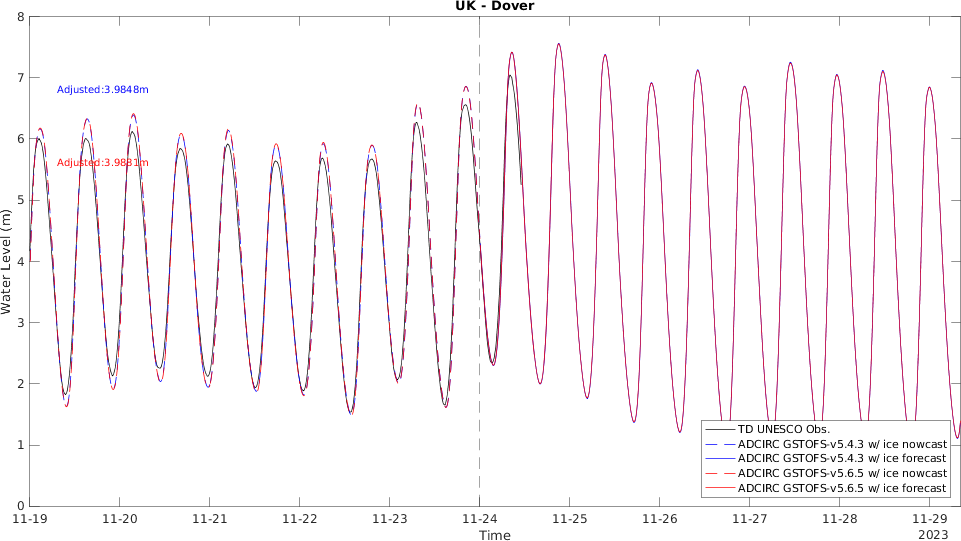 UK - Dover
8
7
6
5
4
3
2
1
0
Water Level (m)
Adjusted:3.9848m
Adjusted:3.9831m
TD UNESCO Obs.
ADCIRC GSTOFS-v5.4.3 w/ ice nowcast
ADCIRC GSTOFS-v5.4.3 w/ ice forecast
ADCIRC GSTOFS-v5.6.5 w/ ice nowcast
ADCIRC GSTOFS-v5.6.5 w/ ice forecast
11-19 11-20 11-21 11-22 11-23 11-24 11-25 11-26 11-27 11-28 11-29
Time
2023